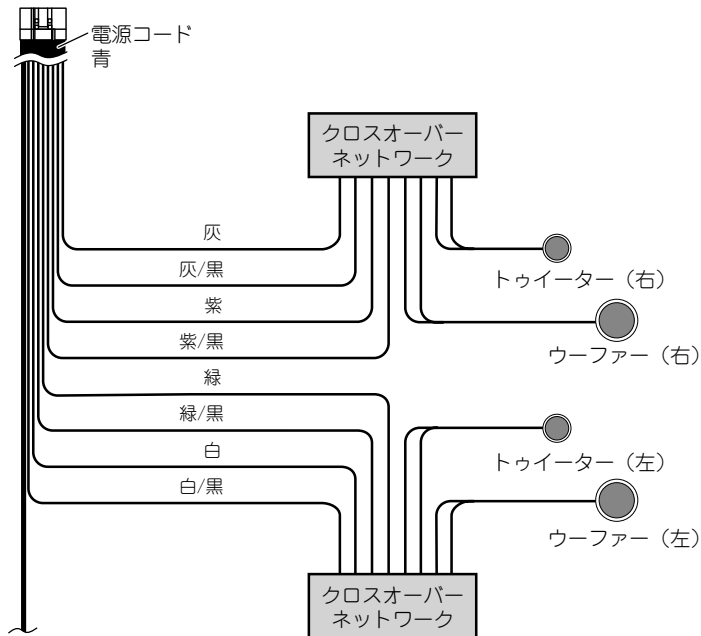 電源コード
青
クロスオーバー
ネットワーク
灰
灰/黒
トゥイーター（右）
紫
紫/黒
ウーファー（右）
緑
緑/黒
白
トゥイーター（左）
白/黒
ウーファー（左）
クロスオーバー
ネットワーク